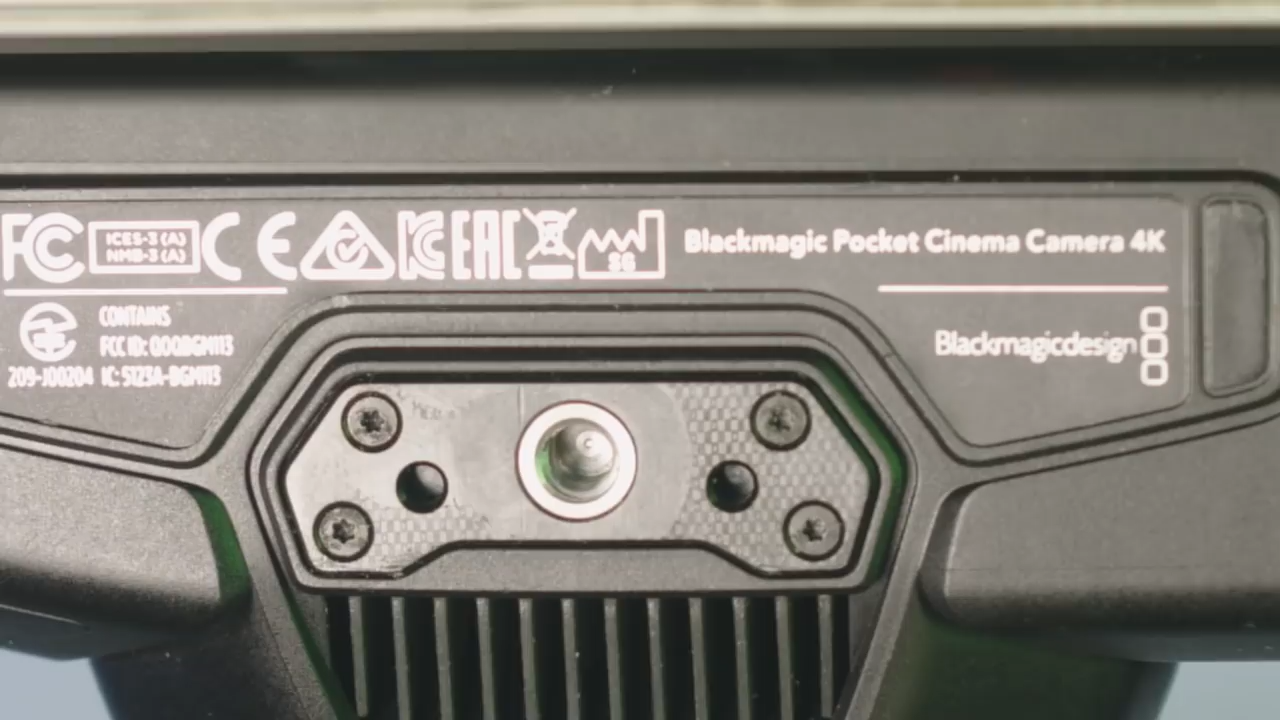 FC CE EAC
ICES-3 (A)
NMB-3 (A)
SG
Blackmagic Pocket Cinema Camera 4K
CONTAINS
FCC ID: QOQBGM113
209-J00204 IC: 5123A-BGM113
Blackmagicdesign